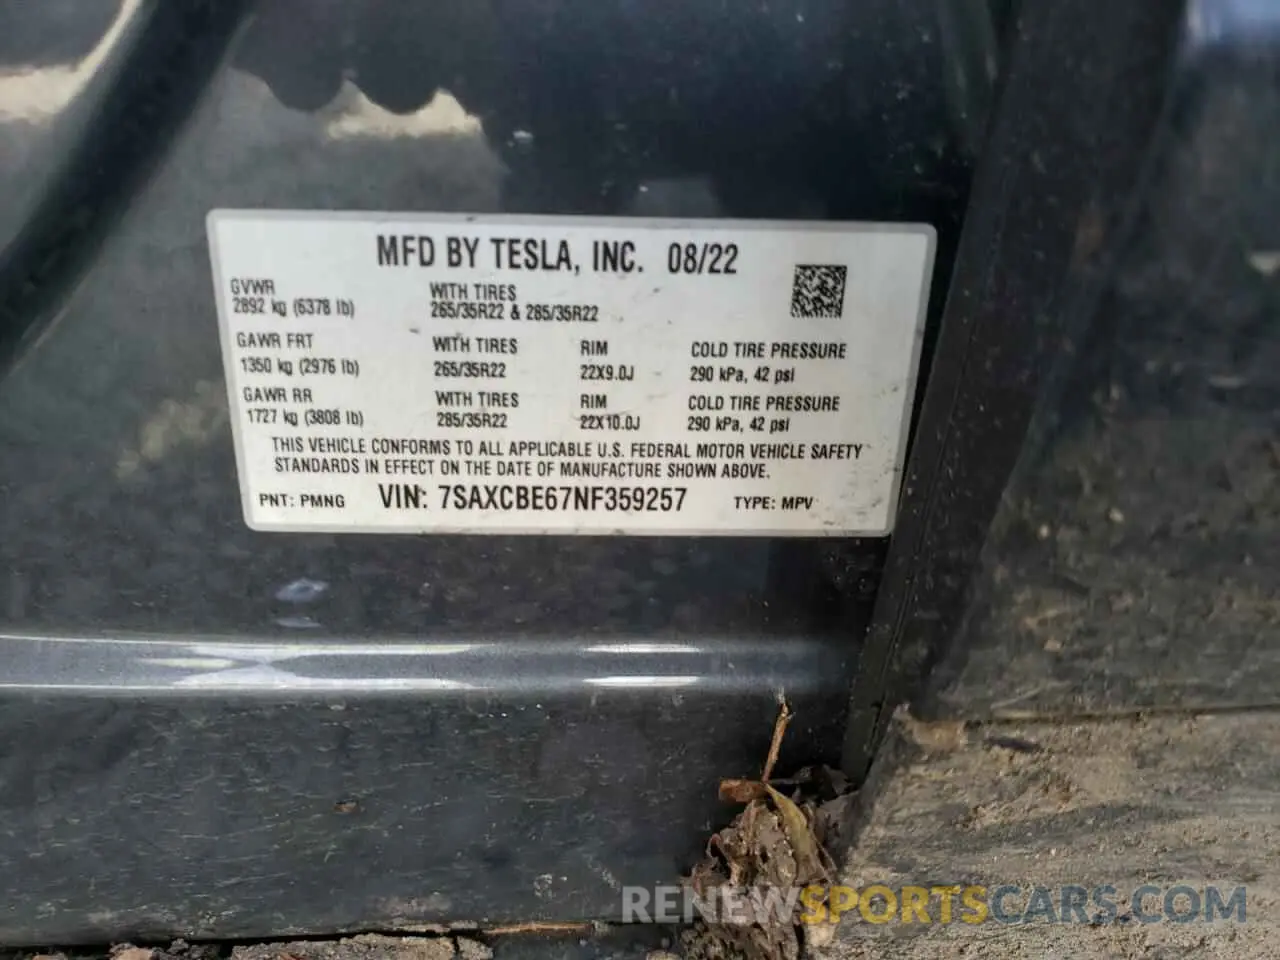 MFD BY TESLA, INC. 08/22
GVWR
2892 kg (6378 lb)
WITH TIRES
265/35R22 & 285/35R22
GAWR FRT
1350 kg (2976 lb)
WITH TIRES
265/35R22
RIM
22X9.0J
COLD TIRE PRESSURE
290 kPa, 42 psi
GAWR RR
1727 kg (3808 lb)
WITH TIRES
285/35R22
RIM
22X10.0J
COLD TIRE PRESSURE
290 kPa, 42 psi
THIS VEHICLE CONFORMS TO ALL APPLICABLE U.S. FEDERAL MOTOR VEHICLE SAFETY
STANDARDS IN EFFECT ON THE DATE OF MANUFACTURE SHOWN ABOVE.
PNT: PMNG VIN: 7SAXCBE67NF359257 TYPE: MPV
RENEWSPORTSCARS.COM